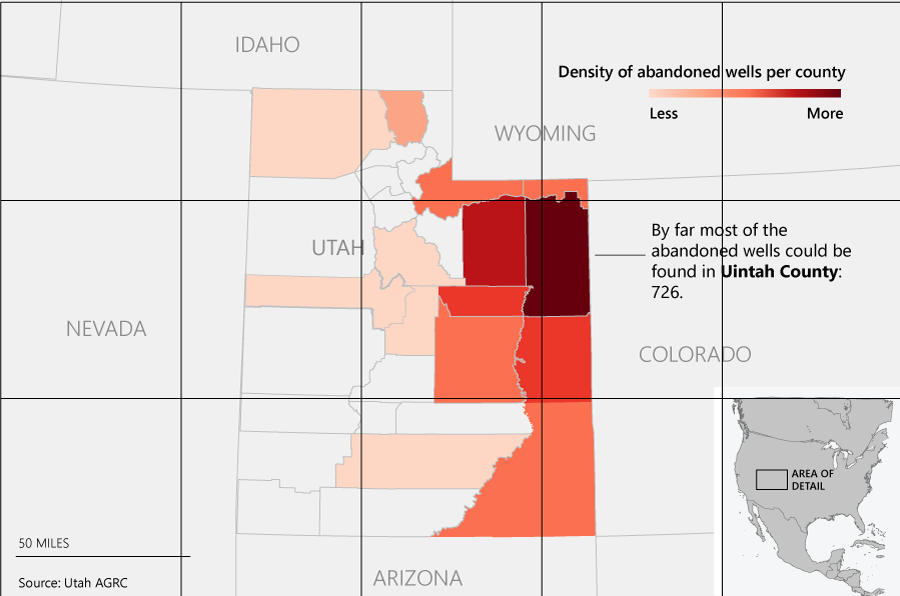 IDAHO
Density of abandoned wells per county
Less
More
WYOMING
By far most of the
abandoned wells could be
found in Uintah County:
726.
UTAH
NEVADA
COLORADO
AREA OF
DETAIL
50 MILES
Source: Utah AGRC
ARIZONA